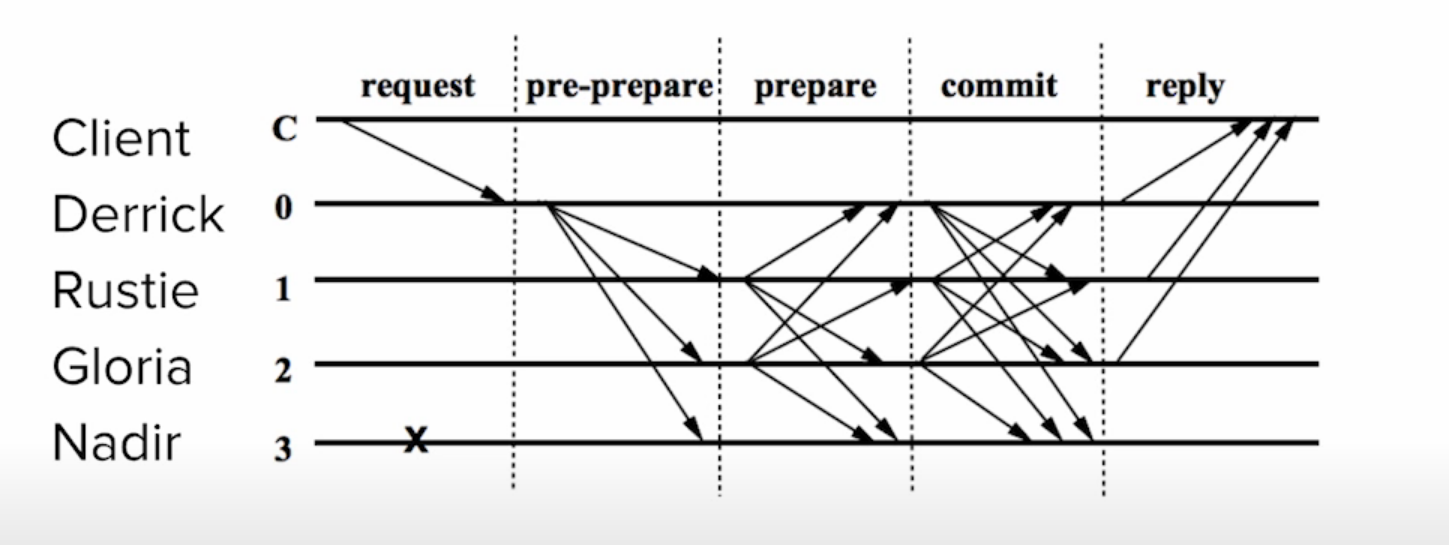 request pre-prepare prepare commit reply
Client C
Derrick 0
Rustie 1
Gloria 2
Nadir 3 X